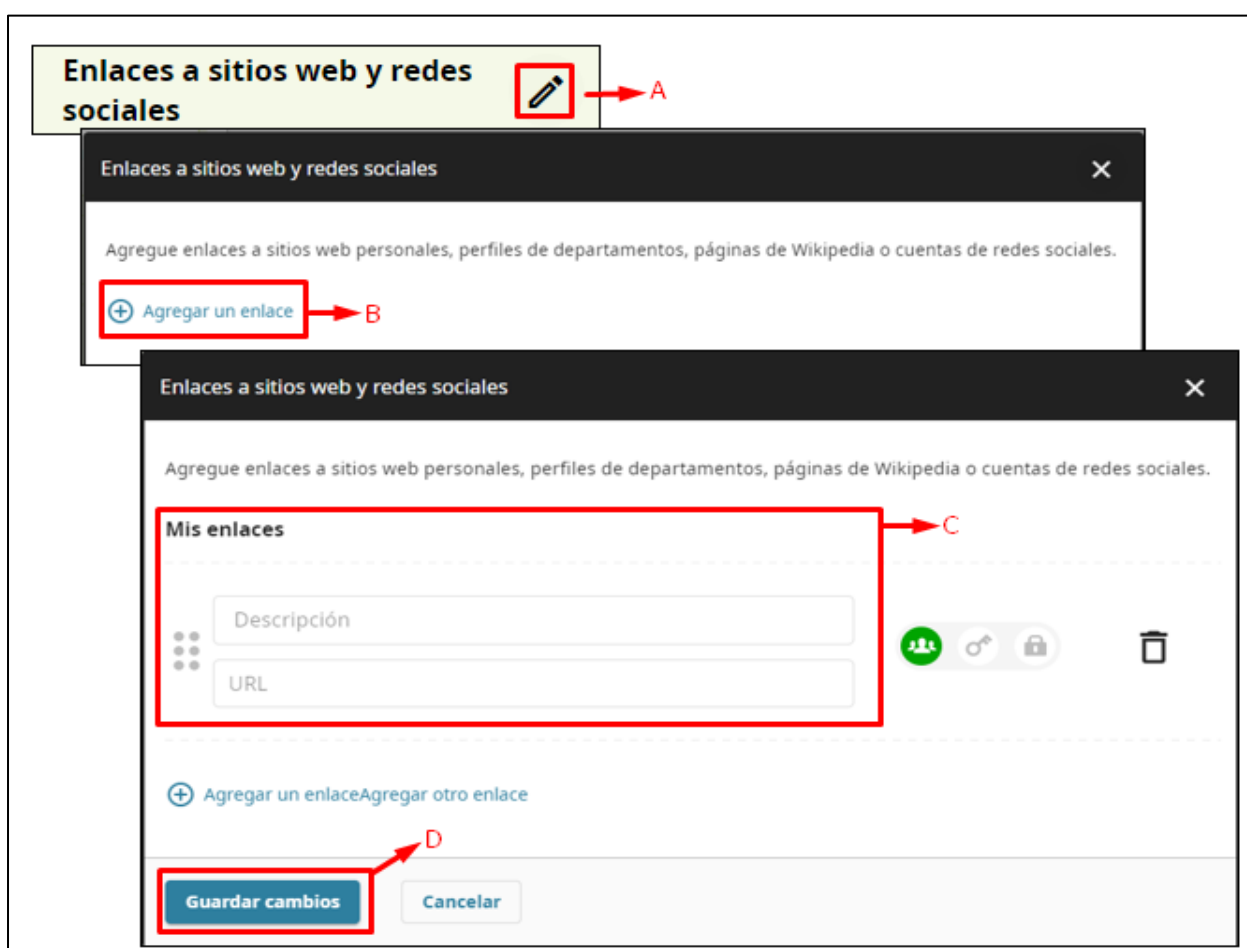 Enlaces a sitios web y redes
sociales
A
Enlaces a sitios web y redes sociales
Agregue enlaces a sitios web personales, perfiles de departamentos, páginas de Wikipedia o cuentas de redes sociales.
Agregar un enlace
B
Enlaces a sitios web y redes sociales
Agregue enlaces a sitios web personales, perfiles de departamentos, páginas de Wikipedia o cuentas de redes sociales.
Mis enlaces
C
Descripción
URL
Agregar un enlaceAgregar otro enlace
D
Guardar cambios Cancelar